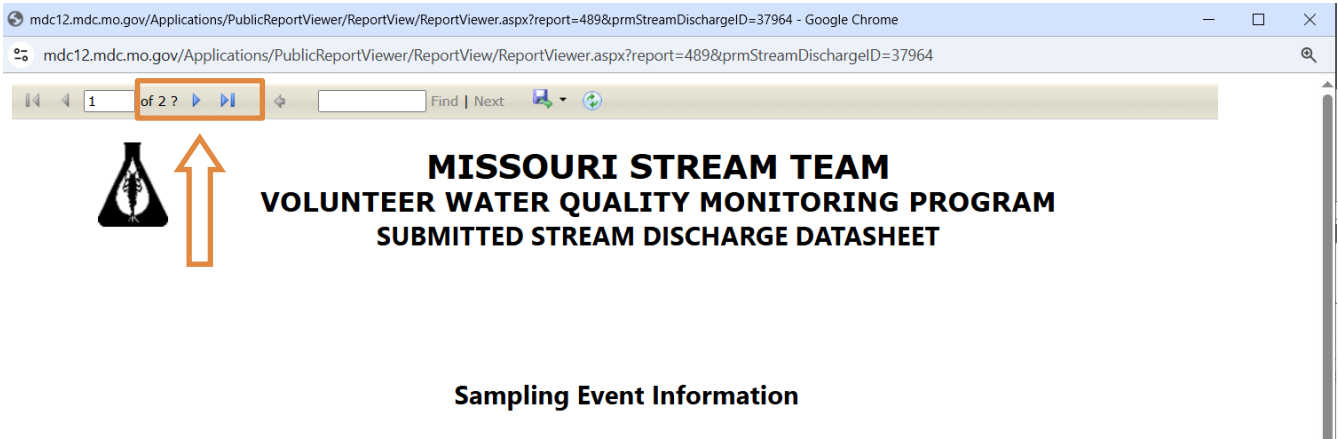 mdc12.mdc.mo.gov/Applications/PublicReportViewer/ReportView/ReportViewer.aspx?report=489&prmStreamDischargeID=37964 - Google Chrome
mdc12.mdc.mo.gov/Applications/PublicReportViewer/ReportView/ReportViewer.aspx?report=489&prmStreamDischargeID=37964
1 of 2 ? Find | Next
MISSOURI STREAM TEAM
VOLUNTEER WATER QUALITY MONITORING PROGRAM
SUBMITTED STREAM DISCHARGE DATASHEET
Sampling Event Information